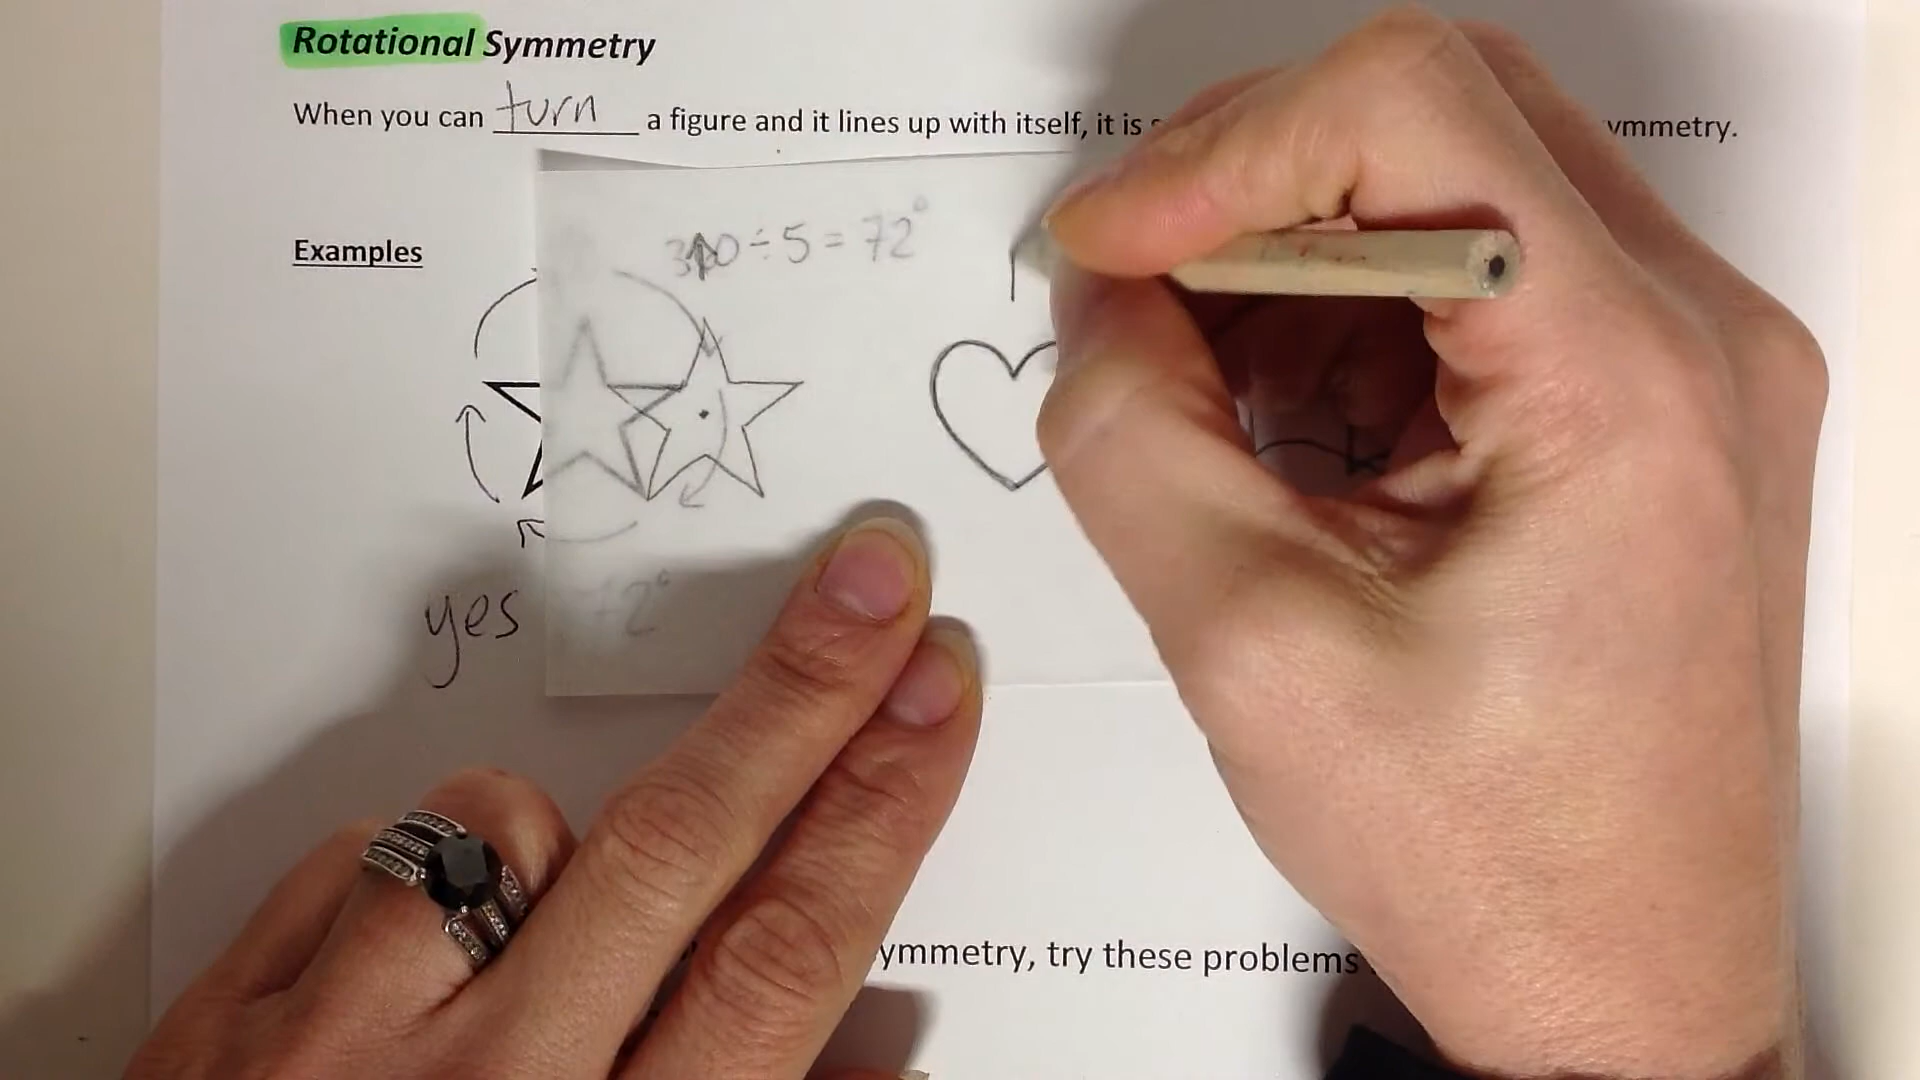 Rotational Symmetry
When you can turn a figure and it lines up with itself, it is ymmetry.
Examples
÷ 5 = 72°
yes 72°
ymmetry, try these problems